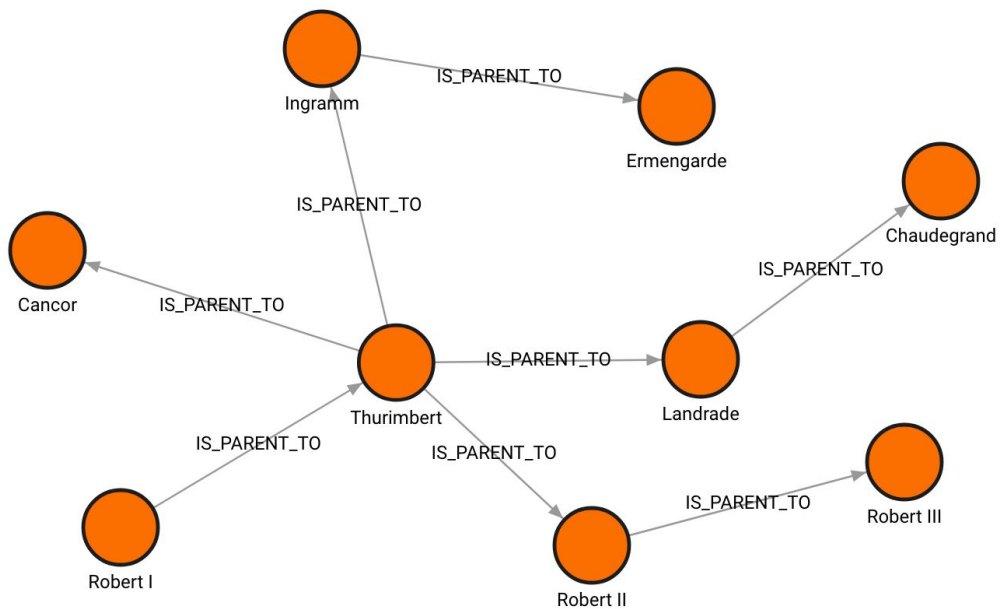 IS_PARENT_TO
Ingramm
Ermengarde
IS_PARENT_TO
Chaudegrand
IS_PARENT_TO
Cancor
IS_PARENT_TO
IS_PARENT_TO
Thurimbert
Landrade
IS_PARENT_TO
IS_PARENT_TO
IS_PARENT_TO
Robert III
Robert I
Robert II